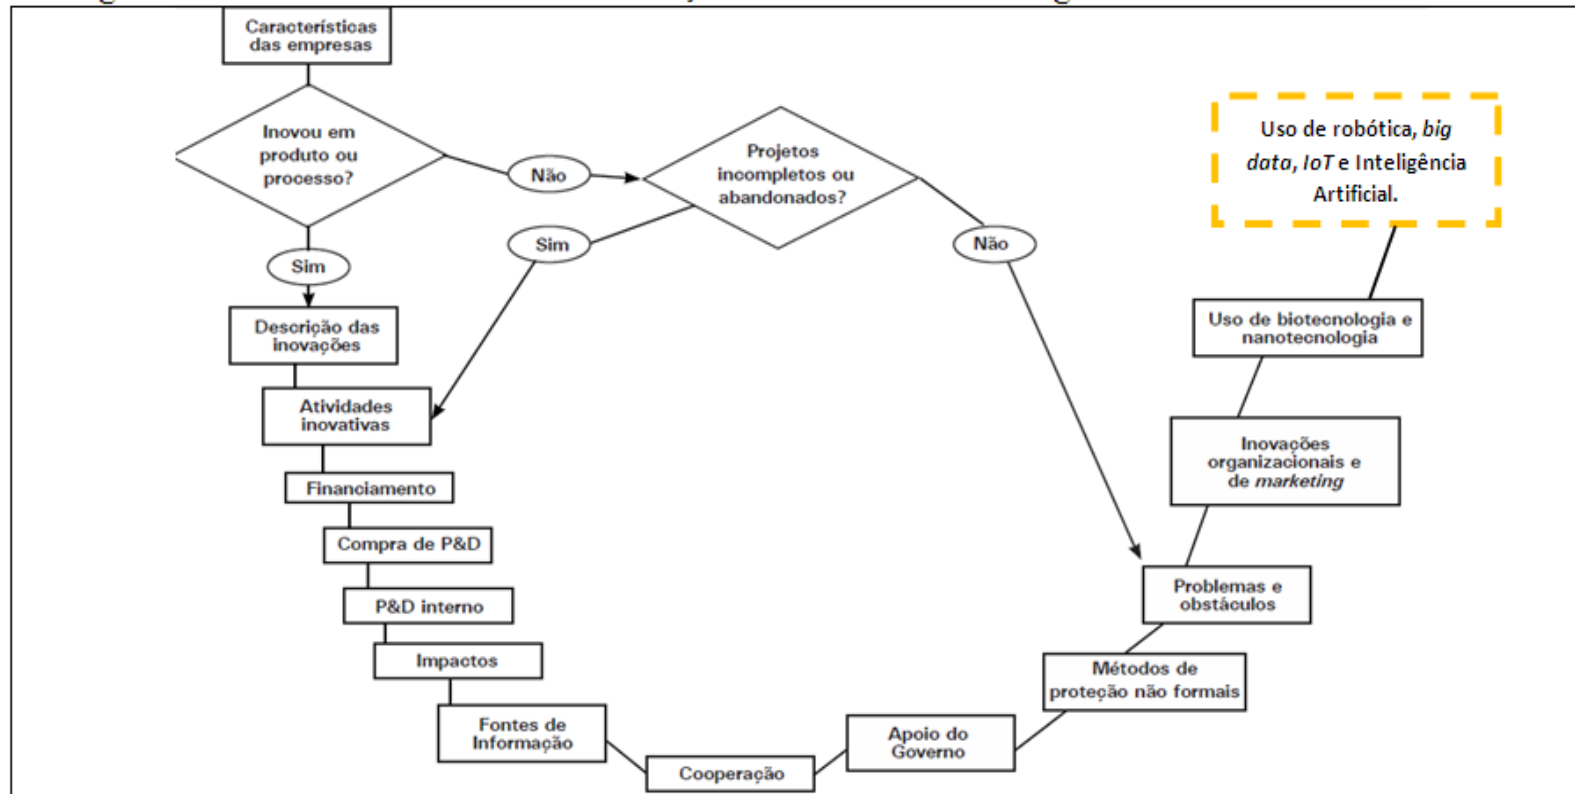 Características
das empresas
Inovou em
produto ou
processo?
Não
Projetos
incompletos ou
abandonados?
Sim
Não
Sim
Uso de robótica, big
data, IoT e Inteligência
Artificial.
Descrição das
inovações
Uso de biotecnologia e
nanotecnologia
Atividades
inovativas
Inovações
organizacionais e
de marketing
Financiamento
Compra de P&D
P&D interno
Problemas e
obstáculos
Impactos
Métodos de
proteção não formais
Fontes de
Informação
Apoio do
Governo
Cooperação